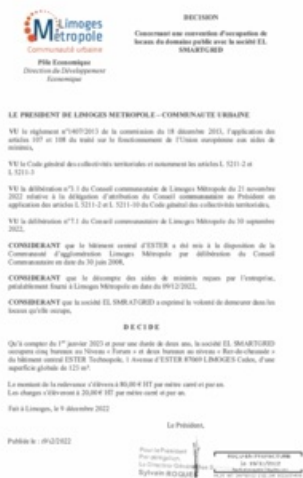 Limoges
Métropole
Communauté urbaine
Pôle Economique
Direction du Développement
Economique
DECISION
Concernant une convention d'occupation de
locaux du domaine public avec la société EL
SMARTGRID
LE PRESIDENT DE LIMOGES METROPOLE – COMMUNAUTE URBAINE
VU le règlement n°1407/2013 de la commission du 18 décembre 2013, l'application des
articles 107 et 108 du traité sur le fonctionnement de l'Union européenne aux aides de
minimis,
VU le Code général des collectivités territoriales et notamment les articles L 5211-2 et
L 5211-3
VU la délibération n°7.1 du Conseil communautaire de Limoges Métropole du 21 novembre
2022 relative à la délégation d'attribution du Conseil communautaire au Président en
application des articles L 5211-2 et L 5211-10 du Code général des collectivités territoriales,
VU la délibération n°7.1 du Conseil communautaire de Limoges Métropole du 30 septembre
2022,
CONSIDERANT que le bâtiment central d'ESTER a été mis à la disposition de la
Communauté d'agglomération Limoges Métropole par délibération du Conseil
Communautaire en date du 30 juin 2008,
CONSIDERANT que le décompte des aides de minimis reçues par l'entreprise,
préalablement fourni à Limoges Métropole en date du 09/12/2022,
CONSIDERANT que la société EL SMRATGRID a exprimé la volonté de demeurer dans les
locaux qu'elle occupe,
DECIDE
Qu'à compter du 1er janvier 2023 et pour une durée de deux ans, la société EL SMARTGRID
occupera cinq bureaux au Niveau « Forum » et deux bureaux au niveau « Rez-de-chaussée »
du bâtiment central ESTER Technopole, 1 Avenue d'ESTER 87069 LIMOGES Cedex, d'une
superficie globale de 123 m².
Le montant de la redevance s'élèvera à 80,00 € HT par mètre carré et par an.
Les charges s'élèveront à 20,00 € HT par mètre carré et par an.
Fait à Limoges, le 9 décembre 2022
Le Président,
Publiée le :
Pour le Président
Par délégation
Le Directeur Général
Sylvain ROQUES